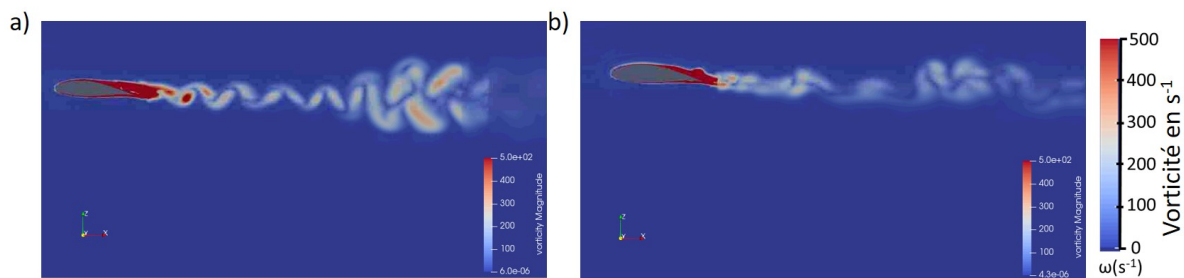 a)
5.0e+02
400
300
200
100
6.0e-06
vorticity Magnitude
Z
Y
X
b)
5.0e+02
400
300
200
100
4.3e-06
vorticity Magnitude
Z
Y
X
500
400
300
200
100
0
ω(s⁻¹)
Vorticité en s⁻¹